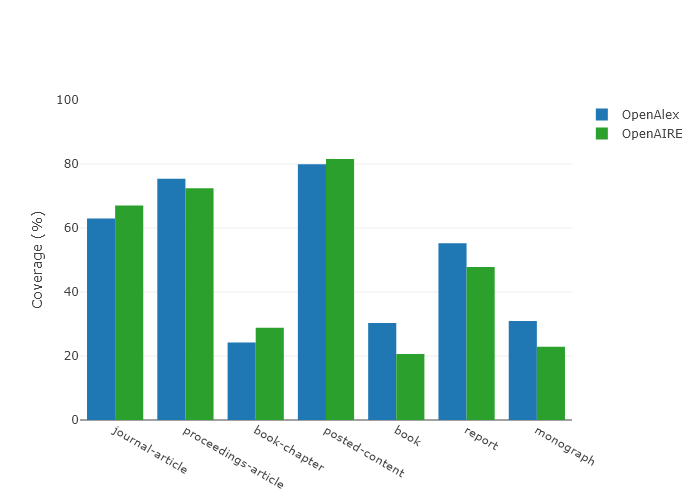 100
80
60
40
20
0
Coverage (%)
journal-article
proceedings-article
book-chapter
posted-content
book
report
monograph
OpenAlex
OpenAIRE